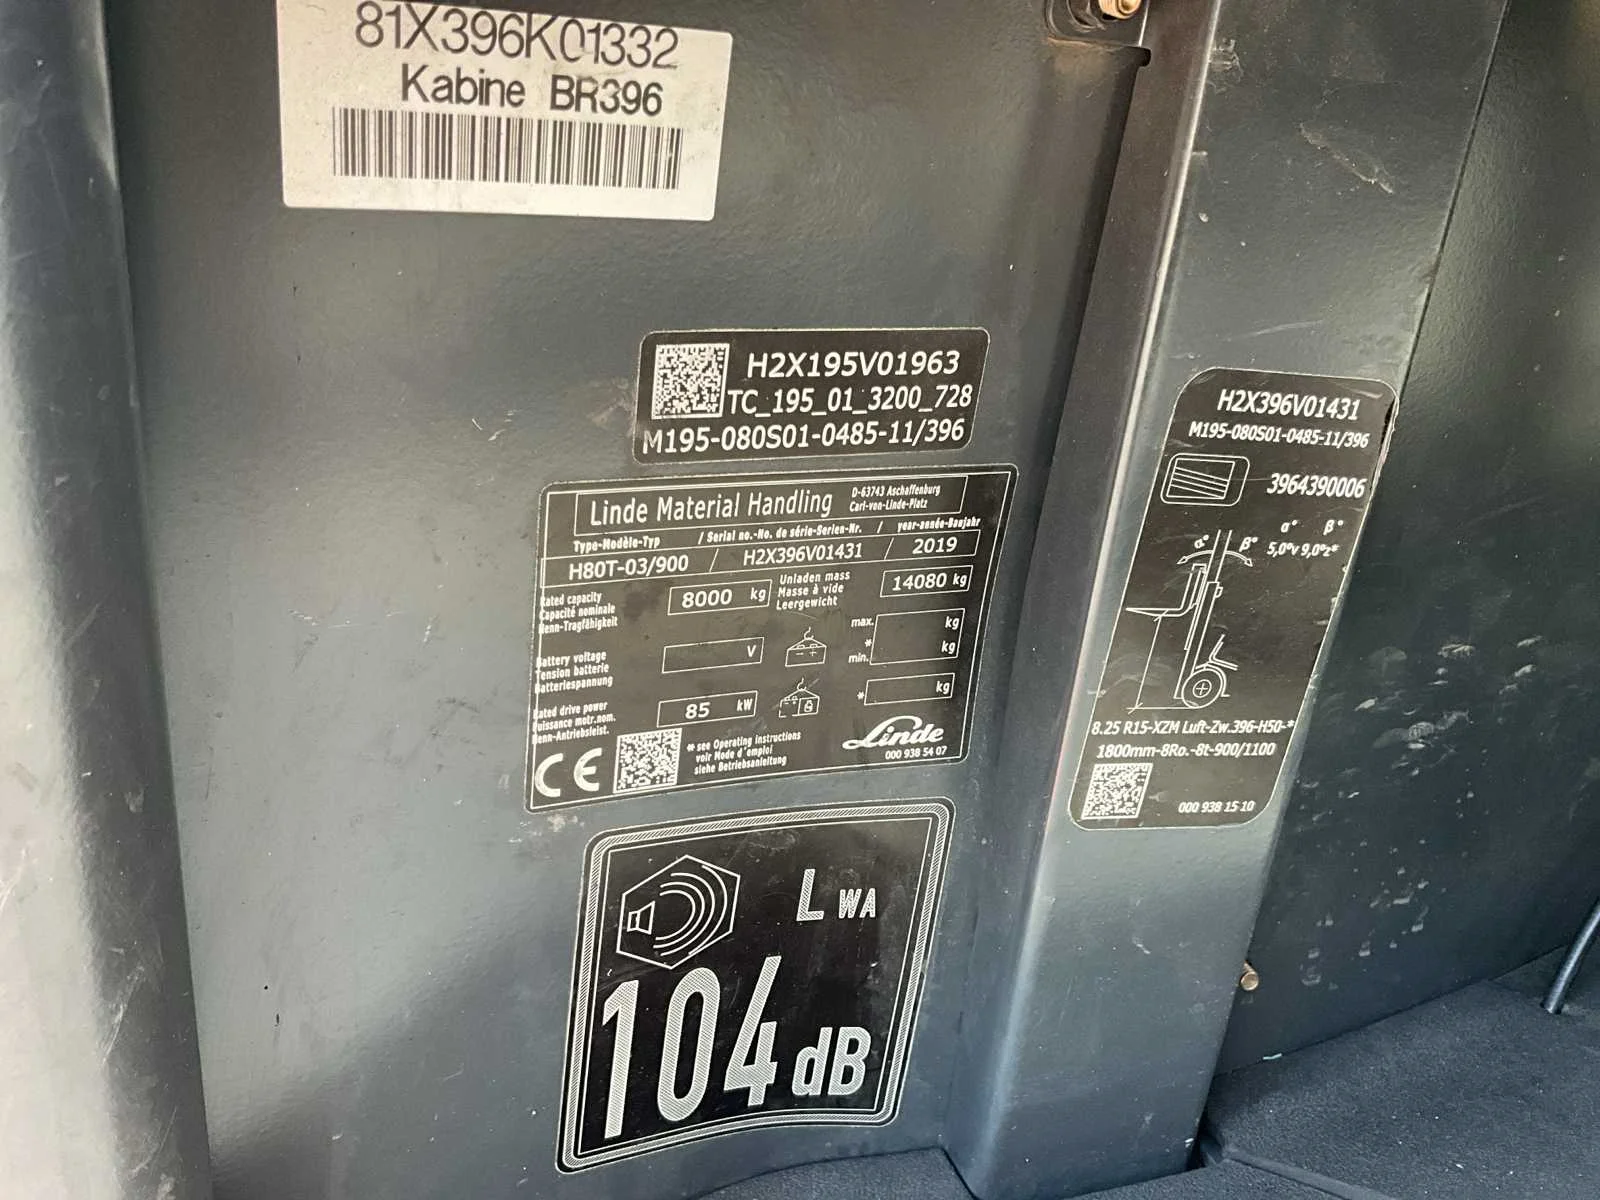 81X396K01332
Kabine BR396
H2X195V01963
TC_195_01_3200_728
M195-080S01-0485-11/396
Linde Material Handling
D-63743 Aschaffenburg
Carl-von-Linde-Platz
Type-Modèle-Typ / Serial no.-No. de série-Serien-Nr. / year-année-Baujahr
H80T-03/900 / H2X396V01431 / 2019
Rated capacity
Capacité nominale
Nenn-Tragfähigkeit
8000 kg
Unladen mass
Masse à vide
Leergewicht
14080 kg
Battery voltage
Tension batterie
Batteriespannung
V
max. kg
* kg
min.
* kg
Rated drive power
Puissance motr.nom.
Nenn-Antriebsleist.
85 kW
* see Operating instructions
voir Mode d'emploi
siehe Betriebsanleitung
Linde
000 938 54 07
CE
LWA
104 dB
H2X396V01431
M195-080S01-0485-11/396
3964390006
α° β°
5,0°v 9,0°z*
α° β°
8.25 R15-XZM Luft-Zw.396-H50-*
1800mm-8Ro.-8t-900/1100
000 938 15 10